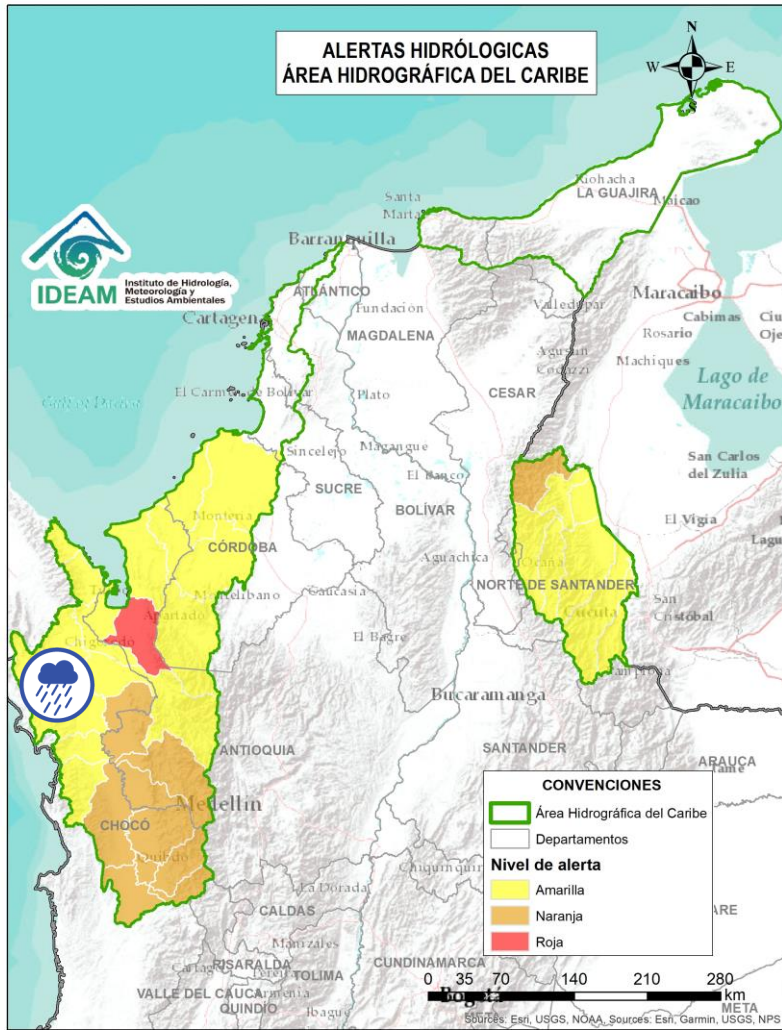 ALERTAS HIDRÓLOGICAS
ÁREA HIDROGRÁFICA DEL CARIBE
N
W E
S
Riohacha
LA GUAJIRA
Maicao
Santa
Marta
Barranquilla
IDEAM
Instituto de Hidrología,
Meteorología y
Estudios Ambientales
ATLÁNTICO
Cartagena
Fundación
Valledupar
Maracaibo
Cabimas
MAGDALENA
Rosario
Agustín
Codazzi
Machiques
El Carmen de Bolívar
Plato
CESAR
Lago de
Maracaibo
Sincelejo
Magangue
San Carlos
del Zulia
El Banco
SUCRE
BOLÍVAR
Montería
El Vigía
CÓRDOBA
Aguachica
Ocaña
NORTE DE SANTANDER
Montelibano
Caucasia
San
Cristóbal
Apartadó
Cúcuta
El Bagre
Pamplona
Bucaramanga
ANTIOQUIA
SANTANDER
ARAUCA
Medellín
CHOCÓ
Quibdó
CONVENCIONES
Área Hidrográfica del Caribe
Departamentos
Nivel de alerta
Amarilla
Naranja
Roja
La Dorada
CALDAS
Manizales
RISARALDA
TOLIMA
CUNDINAMARCA
VALLE DEL CAUCA
Armenia
QUINDÍO
Ibagué
Bogotá
META
0 35 70 140 210 280
km
Sources: Esri, USGS, NOAA, Sources: Esri, Garmin, USGS, NPS